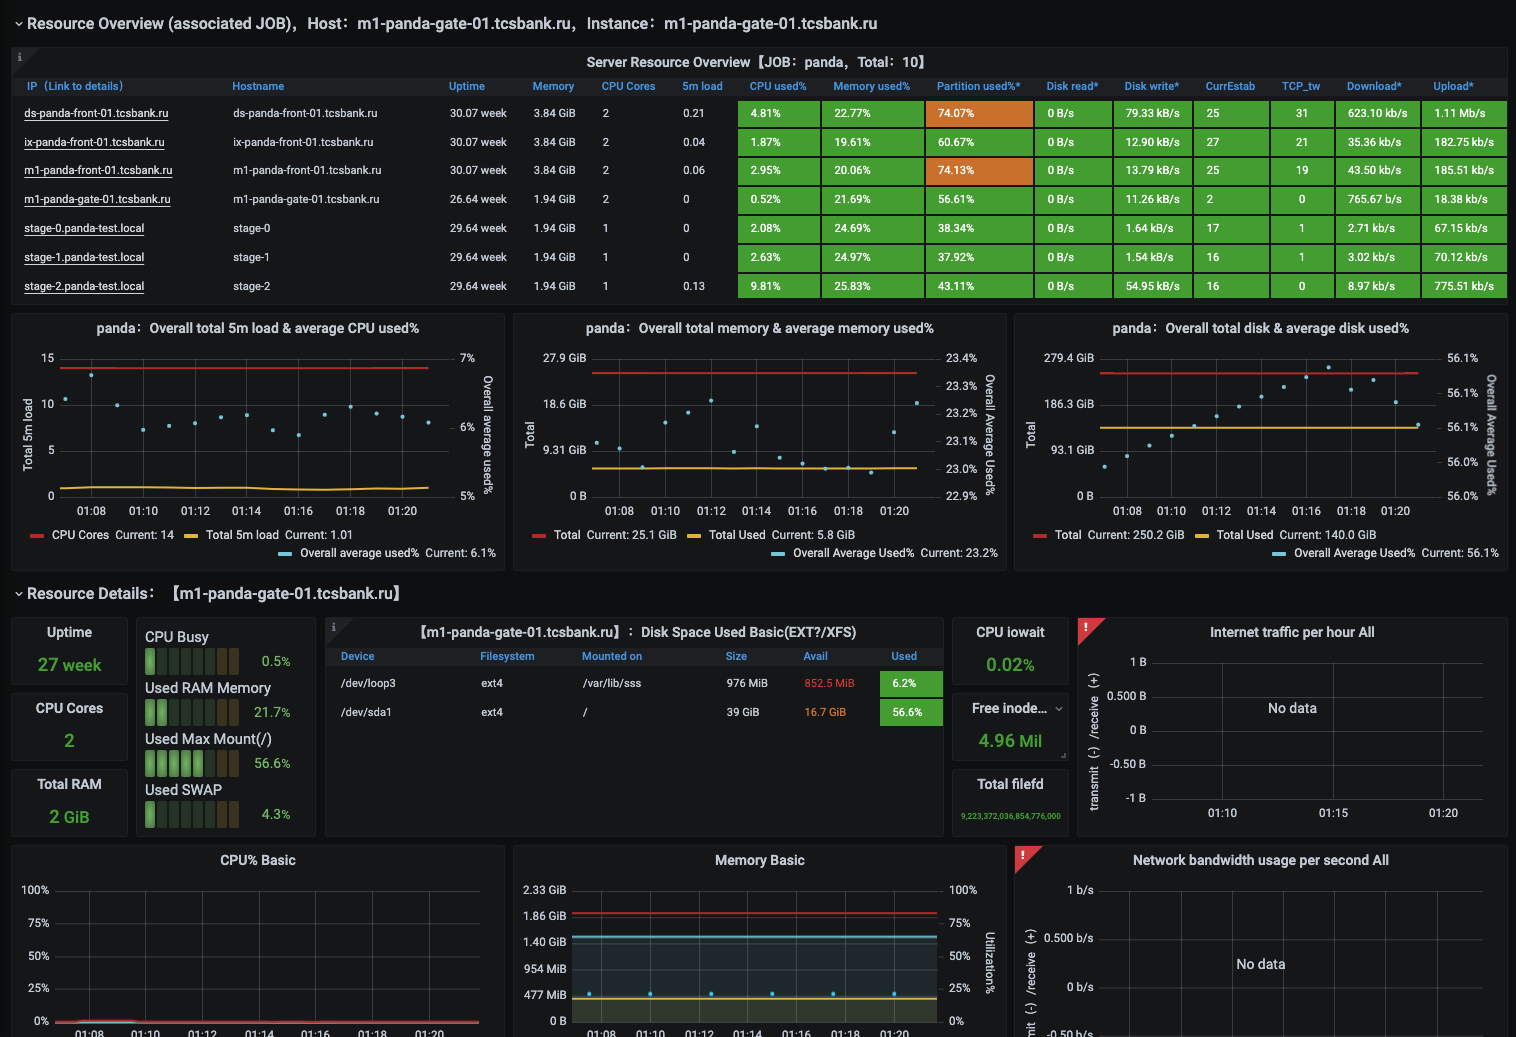 Resource Overview (associated JOB)， Host： m1-panda-gate-01.tcsbank.ru， Instance： m1-panda-gate-01.tcsbank.ru
Server Resource Overview【JOB：panda，Total：10】
IP（Link to details） Hostname Uptime Memory CPU Cores 5m load CPU used% Memory used% Partition used%* Disk read* Disk write* CurrEstab TCP_tw Download* Upload*
ds-panda-front-01.tcsbank.ru ds-panda-front-01.tcsbank.ru 30.07 week 3.84 GiB 2 0.21 4.81% 22.77% 74.07% 0 B/s 79.33 kB/s 25 31 623.10 kb/s 1.11 Mb/s
ix-panda-front-01.tcsbank.ru ix-panda-front-01.tcsbank.ru 30.07 week 3.84 GiB 2 0.04 1.87% 19.61% 60.67% 0 B/s 12.90 kB/s 27 21 35.36 kb/s 182.75 kb/s
m1-panda-front-01.tcsbank.ru m1-panda-front-01.tcsbank.ru 30.07 week 3.84 GiB 2 0.06 2.95% 20.06% 74.13% 0 B/s 13.79 kB/s 25 19 43.50 kb/s 185.51 kb/s
m1-panda-gate-01.tcsbank.ru m1-panda-gate-01.tcsbank.ru 26.64 week 1.94 GiB 2 0 0.52% 21.69% 56.61% 0 B/s 11.26 kB/s 2 0 765.67 b/s 18.38 kb/s
stage-0.panda-test.local stage-0 29.64 week 1.94 GiB 1 0 2.08% 24.69% 38.34% 0 B/s 1.64 kB/s 17 1 2.71 kb/s 67.15 kb/s
stage-1.panda-test.local stage-1 29.64 week 1.94 GiB 1 0 2.63% 24.97% 37.92% 0 B/s 1.54 kB/s 16 1 3.02 kb/s 70.12 kb/s
stage-2.panda-test.local stage-2 29.64 week 1.94 GiB 1 0.13 9.81% 25.83% 43.11% 0 B/s 54.95 kB/s 16 0 8.97 kb/s 775.51 kb/s
panda：Overall total 5m load & average CPU used%
15 7%
10 6%
5
0 5%
Total 5m load
Overall average used%
01:08 01:10 01:12 01:14 01:16 01:18 01:20
CPU Cores Current: 14 Total 5m load Current: 1.01
Overall average used% Current: 6.1%
panda：Overall total memory & average memory used%
27.9 GiB 23.4%
23.3%
18.6 GiB 23.2%
9.31 GiB 23.1%
23.0%
0 B 22.9%
Total
Overall Average Used%
01:08 01:10 01:12 01:14 01:16 01:18 01:20
Total Current: 25.1 GiB Total Used Current: 5.8 GiB
Overall Average Used% Current: 23.2%
panda：Overall total disk & average disk used%
279.4 GiB 56.1%
56.1%
186.3 GiB 56.1%
93.1 GiB 56.0%
0 B 56.0%
Total
Overall Average Used%
01:08 01:10 01:12 01:14 01:16 01:18 01:20
Total Current: 250.2 GiB Total Used Current: 140.0 GiB
Overall Average Used% Current: 56.1%
Resource Details：【m1-panda-gate-01.tcsbank.ru】
Uptime
27 week
CPU Cores
2
Total RAM
2 GiB
CPU Busy
0.5%
Used RAM Memory
21.7%
Used Max Mount(/)
56.6%
Used SWAP
4.3%
【m1-panda-gate-01.tcsbank.ru】：Disk Space Used Basic(EXT?/XFS)
Device Filesystem Mounted on Size Avail Used
/dev/loop3 ext4 /var/lib/sss 976 MiB 852.5 MiB 6.2%
/dev/sda1 ext4 / 39 GiB 16.7 GiB 56.6%
CPU iowait
0.02%
Free inode...
4.96 Mil
Total filefd
9,223,372,036,854,776,000
Internet traffic per hour All
1 B
0.500 B
0 B
-0.50 B
-1 B
No data
transmit (-) /receive (+)
01:10 01:15 01:20
CPU% Basic
100%
75%
50%
25%
0%
01:08 01:10 01:12 01:14 01:16 01:18 01:20
Memory Basic
2.33 GiB 100%
1.86 GiB 75%
1.40 GiB
954 MiB 50%
477 MiB 25%
0 B 0%
Utilization%
01:08 01:10 01:12 01:14 01:16 01:18 01:20
Network bandwidth usage per second All
1 b/s
0.500 b/s
0 b/s
-0.50 b/s
No data
mit (-) /receive (+)